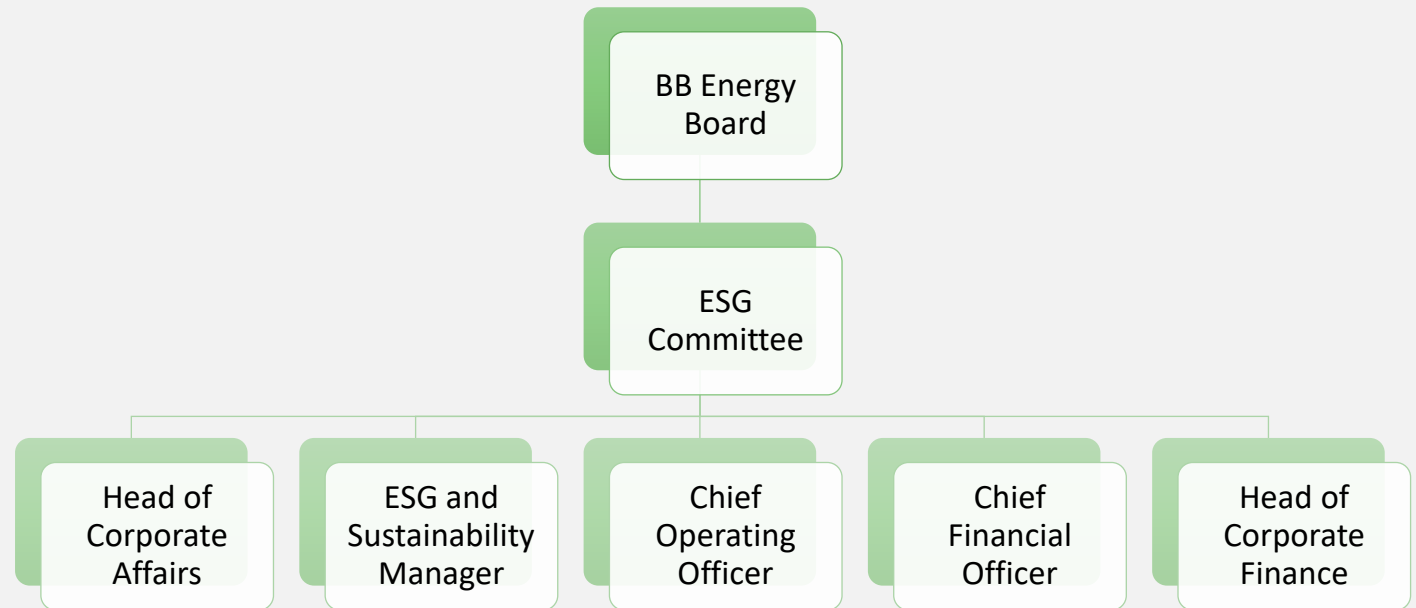 BB Energy
Board
ESG
Committee
Head of
Corporate
Affairs
ESG and
Sustainability
Manager
Chief
Operating
Officer
Chief
Financial
Officer
Head of
Corporate
Finance